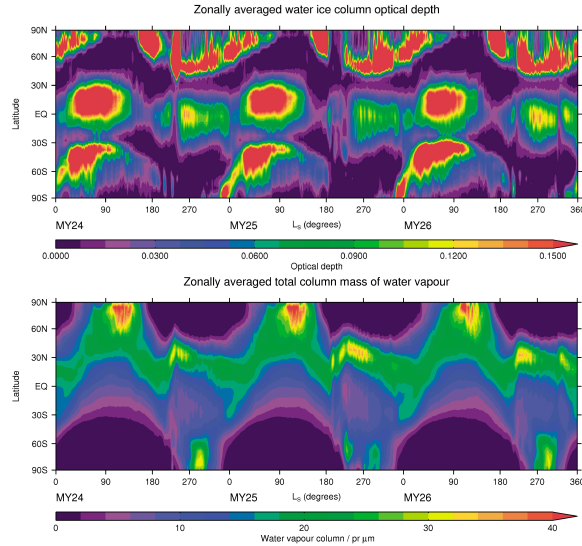 Zonally averaged water ice column optical depth
90N
60N
30N
EQ
30S
60S
90S
Latitude
0 90 180 270 0 90 180 270 0 90 180 270 360
MY24 MY25 LS (degrees) MY26
0.0000 0.0300 0.0600 0.0900 0.1200 0.1500
Optical depth
Zonally averaged total column mass of water vapour
90N
60N
30N
EQ
30S
60S
90S
Latitude
0 90 180 270 0 90 180 270 0 90 180 270 360
MY24 MY25 LS (degrees) MY26
0 10 20 30 40
Water vapour column / pr μm